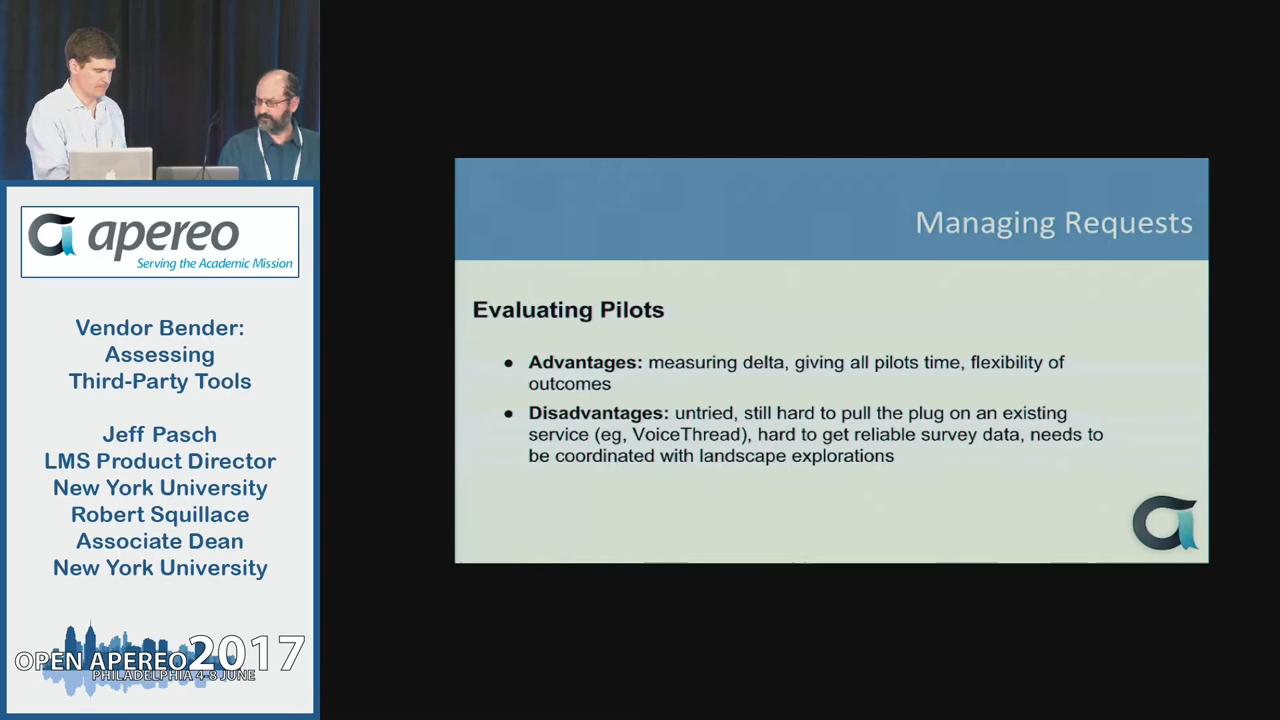 apereo
Serving the Academic Mission
Vendor Bender:
Assessing
Third-Party Tools
Jeff Pasch
LMS Product Director
New York University
Robert Squillace
Associate Dean
New York University
OPEN APEREO 2017
PHILADELPHIA 4-8 JUNE
Managing Requests
Evaluating Pilots
● Advantages: measuring delta, giving all pilots time, flexibility of
outcomes
● Disadvantages: untried, still hard to pull the plug on an existing
service (eg, VoiceThread), hard to get reliable survey data, needs to
be coordinated with landscape explorations